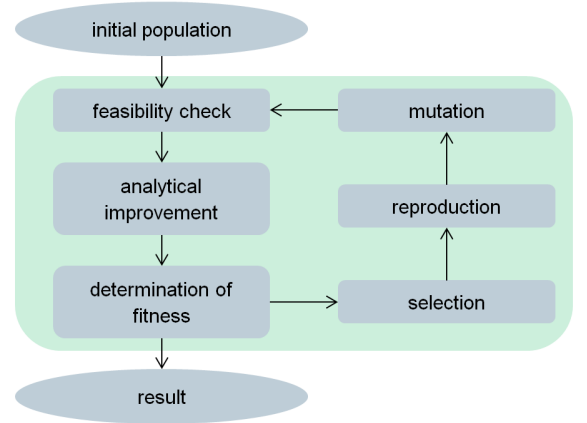 initial population
feasibility check
analytical
improvement
determination of
fitness
result
mutation
reproduction
selection